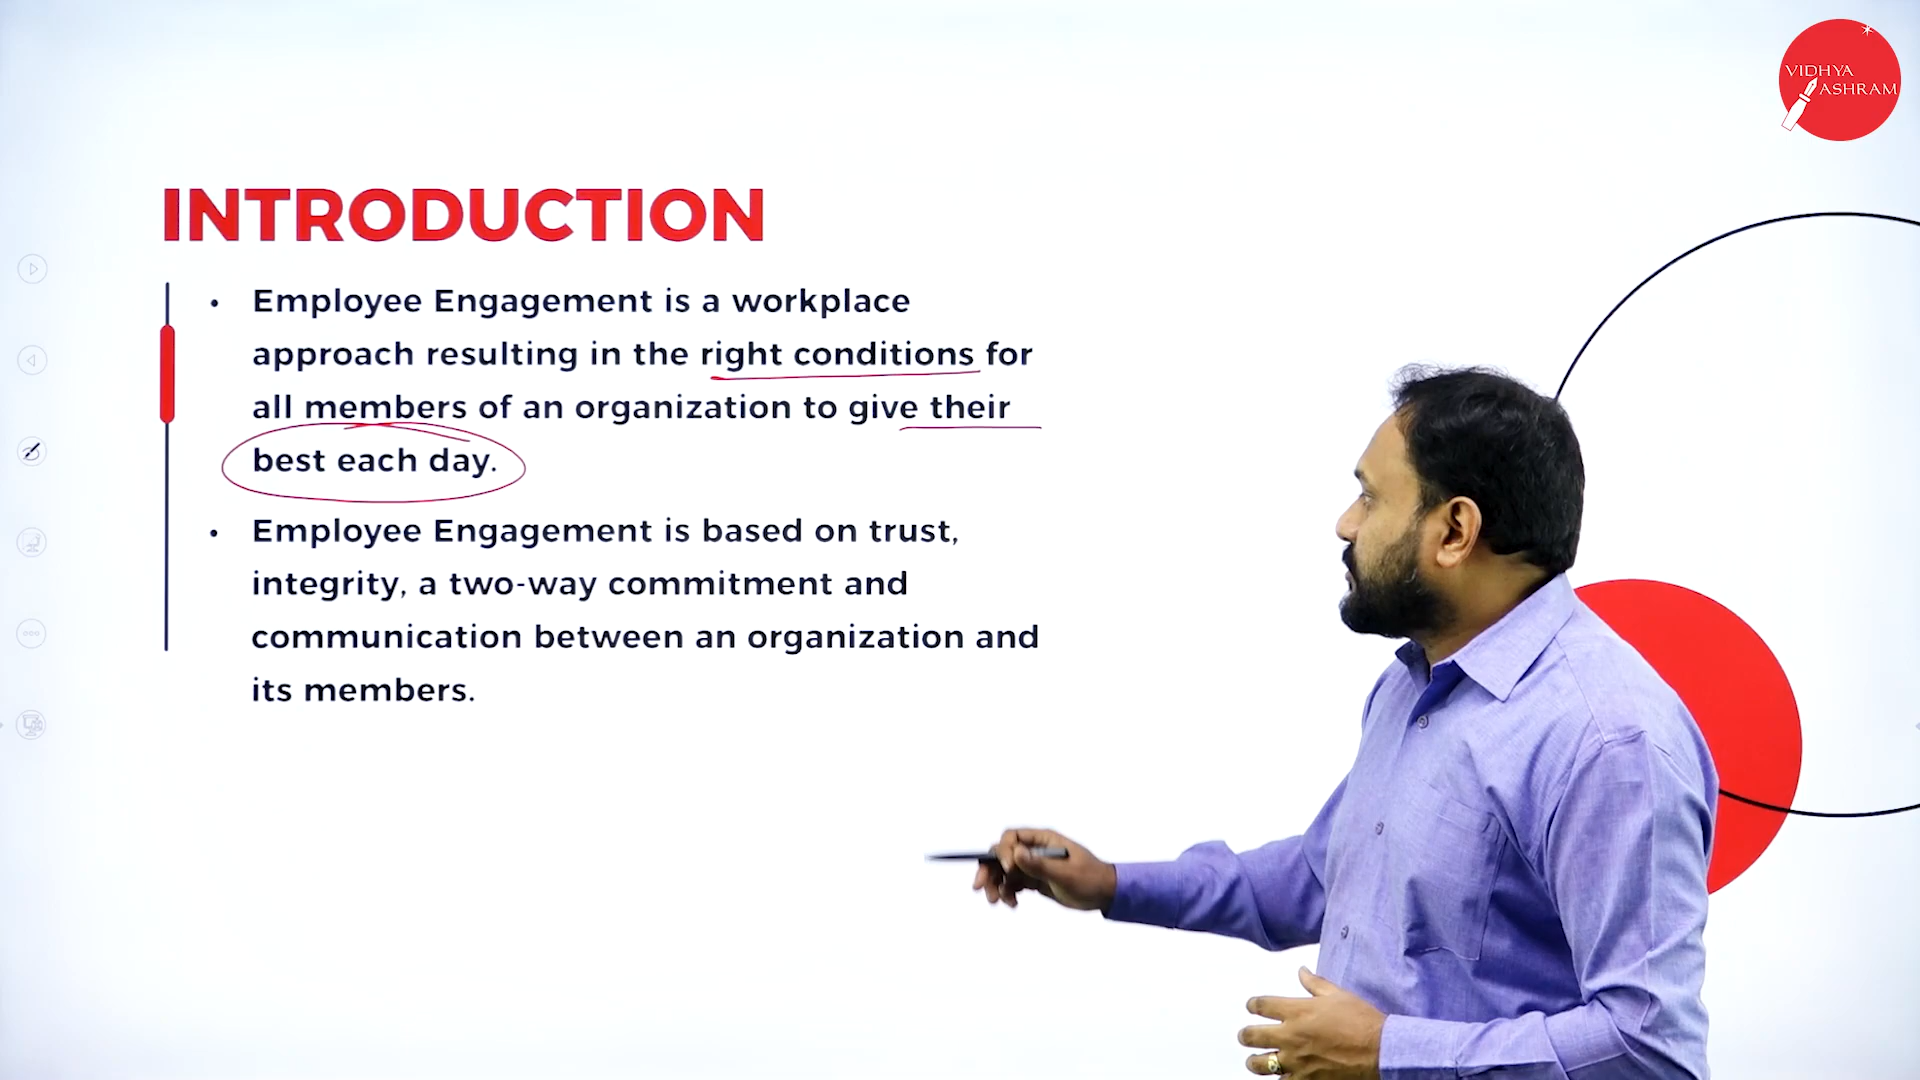 VIDHYA
ASHRAM
INTRODUCTION
• Employee Engagement is a workplace
approach resulting in the right conditions for
all members of an organization to give their
best each day.
• Employee Engagement is based on trust,
integrity, a two-way commitment and
communication between an organization and
its members.